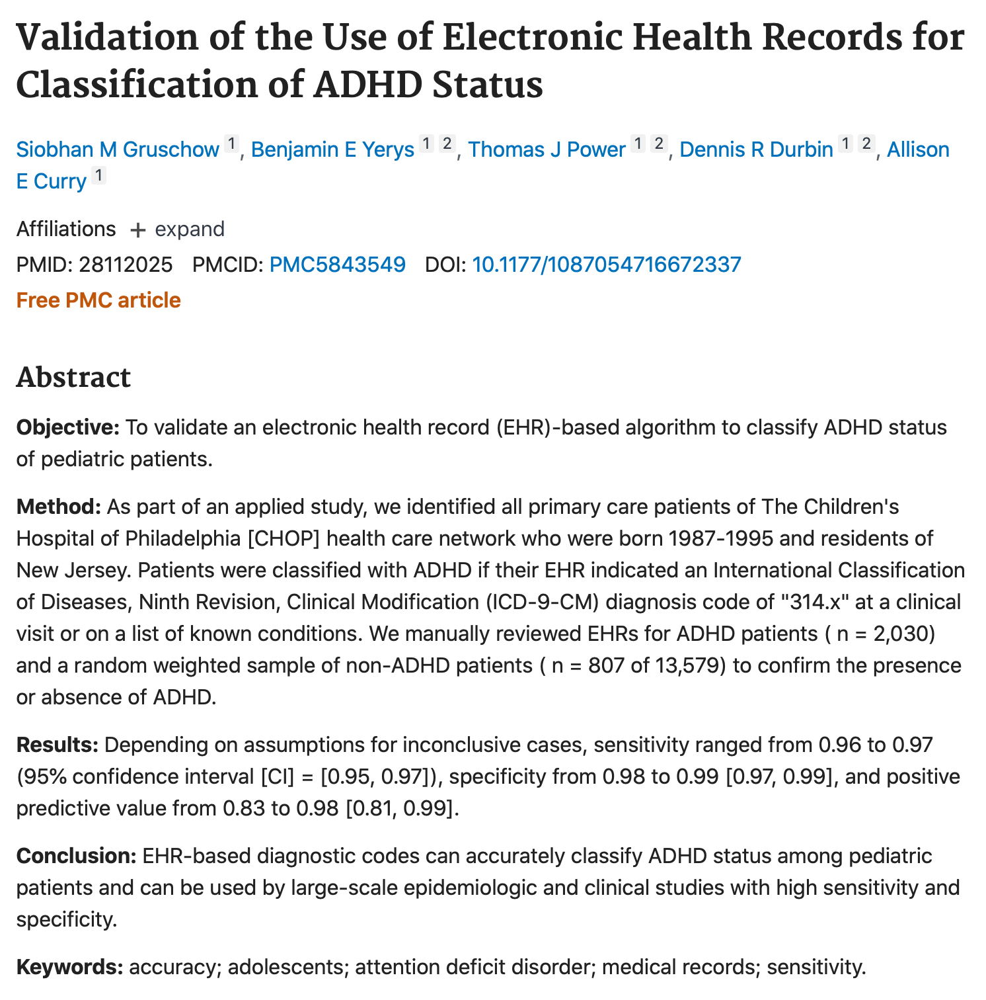 Validation of the Use of Electronic Health Records for
Classification of ADHD Status
Siobhan M Gruschow 1, Benjamin E Yerys 1 2, Thomas J Power 1 2, Dennis R Durbin 1 2, Allison
E Curry 1
Affiliations + expand
PMID: 28112025 PMCID: PMC5843549 DOI: 10.1177/1087054716672337
Free PMC article
Abstract
Objective: To validate an electronic health record (EHR)-based algorithm to classify ADHD status
of pediatric patients.
Method: As part of an applied study, we identified all primary care patients of The Children's
Hospital of Philadelphia [CHOP] health care network who were born 1987-1995 and residents of
New Jersey. Patients were classified with ADHD if their EHR indicated an International Classification
of Diseases, Ninth Revision, Clinical Modification (ICD-9-CM) diagnosis code of "314.x" at a clinical
visit or on a list of known conditions. We manually reviewed EHRs for ADHD patients ( n = 2,030)
and a random weighted sample of non-ADHD patients ( n = 807 of 13,579) to confirm the presence
or absence of ADHD.
Results: Depending on assumptions for inconclusive cases, sensitivity ranged from 0.96 to 0.97
(95% confidence interval [CI] = [0.95, 0.97]), specificity from 0.98 to 0.99 [0.97, 0.99], and positive
predictive value from 0.83 to 0.98 [0.81, 0.99].
Conclusion: EHR-based diagnostic codes can accurately classify ADHD status among pediatric
patients and can be used by large-scale epidemiologic and clinical studies with high sensitivity and
specificity.
Keywords: accuracy; adolescents; attention deficit disorder; medical records; sensitivity.